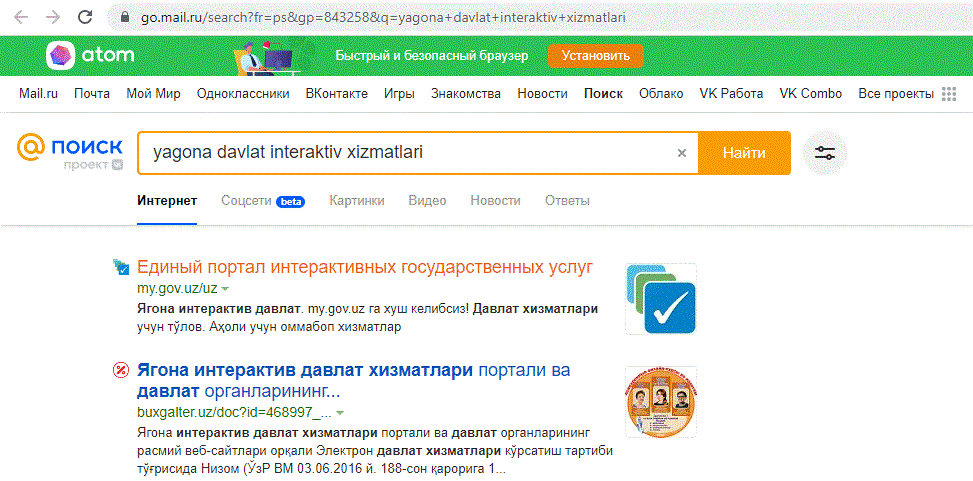 go.mail.ru/search?fr=ps&gp=843258&q=yagona+davlat+interaktiv+xizmatlari
atom Быстрый и безопасный браузер Установить
Mail.ru Почта Мой Мир Одноклассники ВКонтакте Игры Знакомства Новости Поиск Облако VK Работа VK Combo Все проекты
ПОИСК
проект
yagona davlat interaktiv xizmatlari × Найти
Интернет Соцсети beta Картинки Видео Новости Ответы
Единый портал интерактивных государственных услуг
my.gov.uz/uz
Ягона интерактив давлат. my.gov.uz га хуш келибсиз! Давлат хизматлари
учун тўлов. Аҳоли учун оммабоп хизматлар
Ягона интерактив давлат хизматлари портали ва
давлат органларининг...
buxgalter.uz/doc?id=468997_...
Ягона интерактив давлат хизматлари портали ва давлат органларининг
расмий веб-сайтлари орқали Электрон давлат хизматлари кўрсатиш тартиби
тўғрисида Низом (ЎзР ВМ 03.06.2016 й. 188-сон қарорига 1...